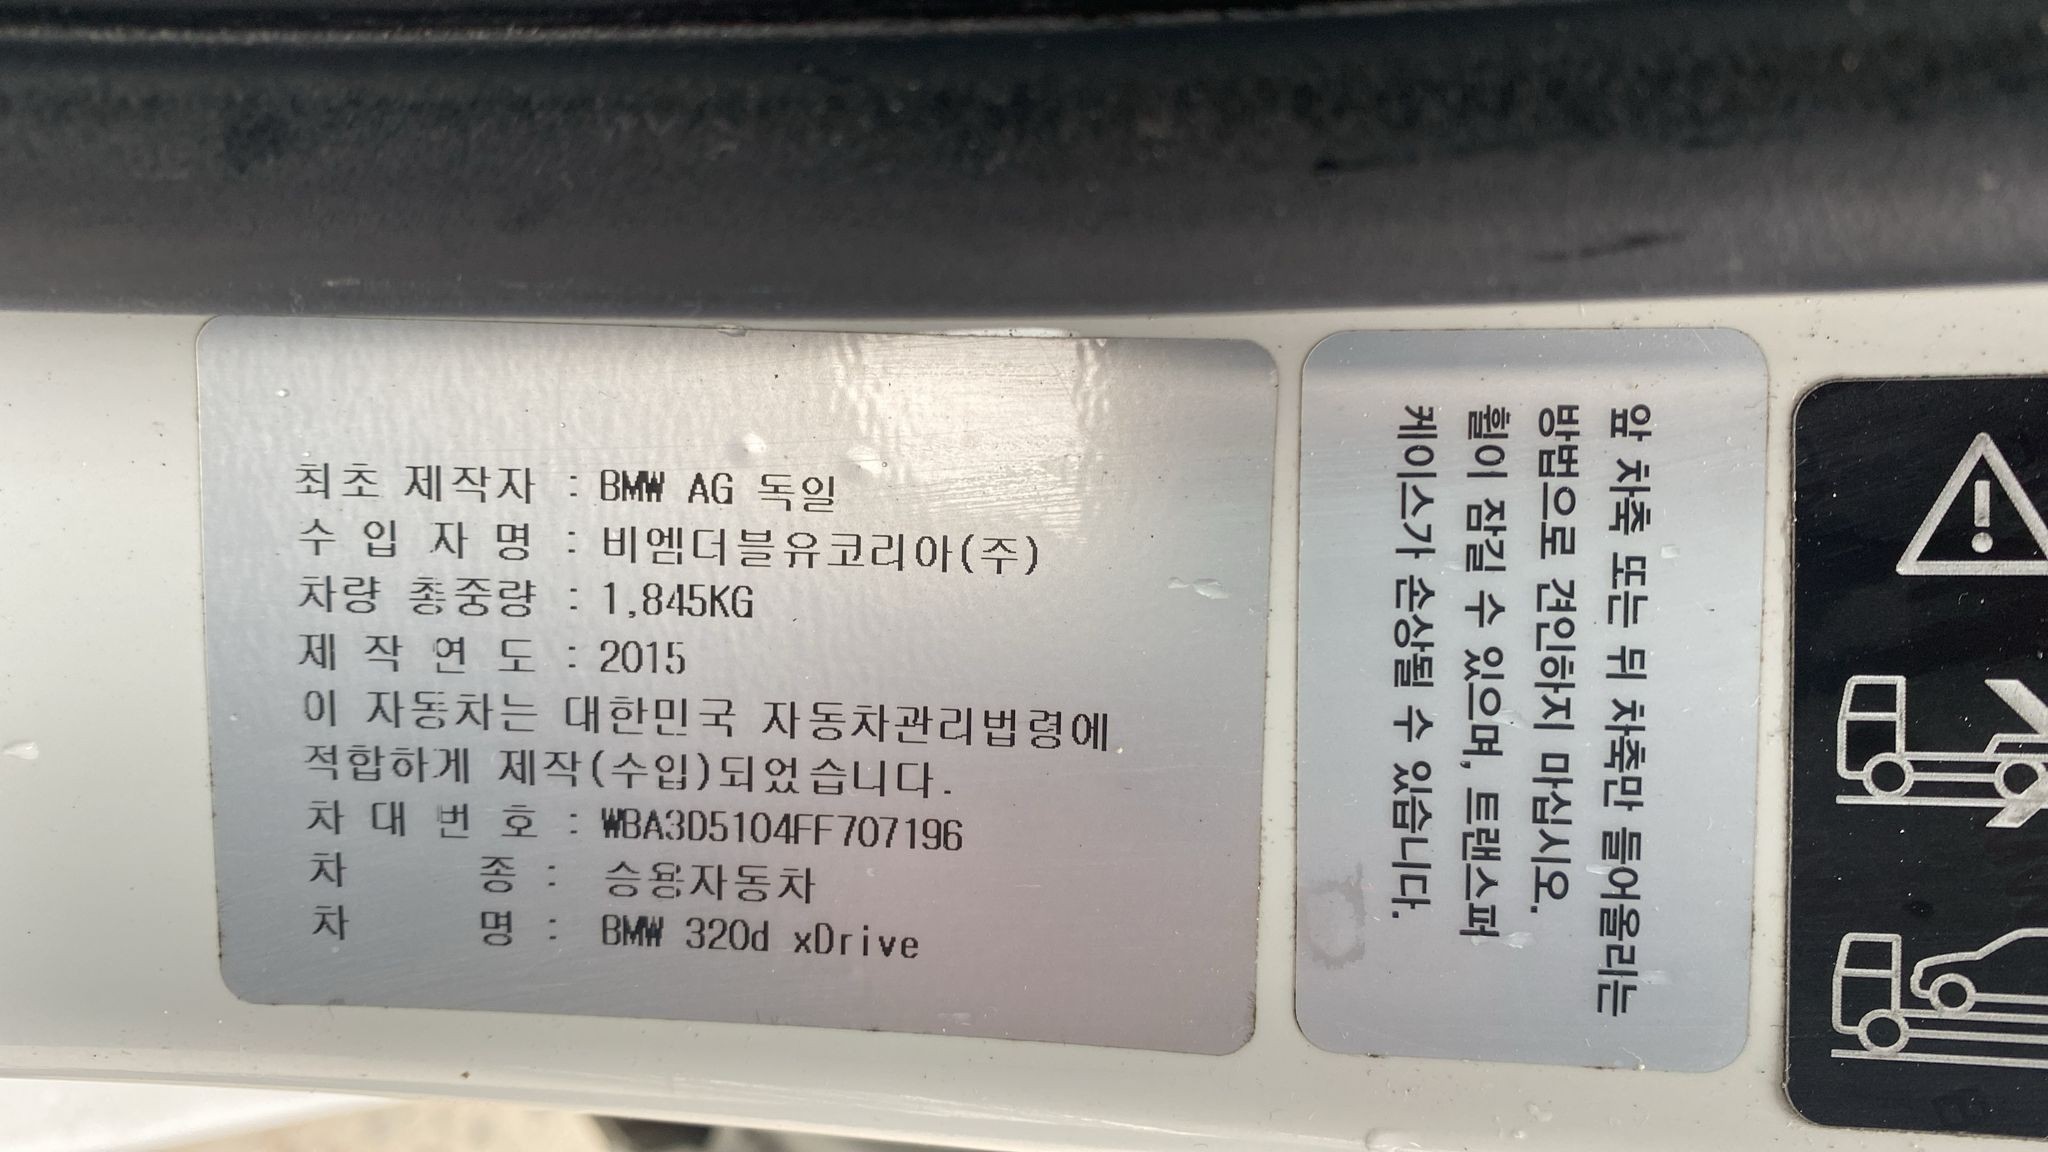 최초 제작자 : BMW AG 독일
수 입 자 명 : 비엠더블유코리아(주)
차량 총중량 : 1,845KG
제 작 연 도 : 2015
이 자동차는 대한민국 자동차관리법령에
적합하게 제작(수입)되었습니다.
차 대 번 호 : WBA3D5104FF707196
차 종 : 승용자동차
차 명 : BMW 320d xDrive
앞 차축 또는 뒤 차축만 들어올리는
방법으로 견인하지 마십시오.
휠이 잠길 수 있으며, 트랜스퍼
케이스가 손상될 수 있습니다.